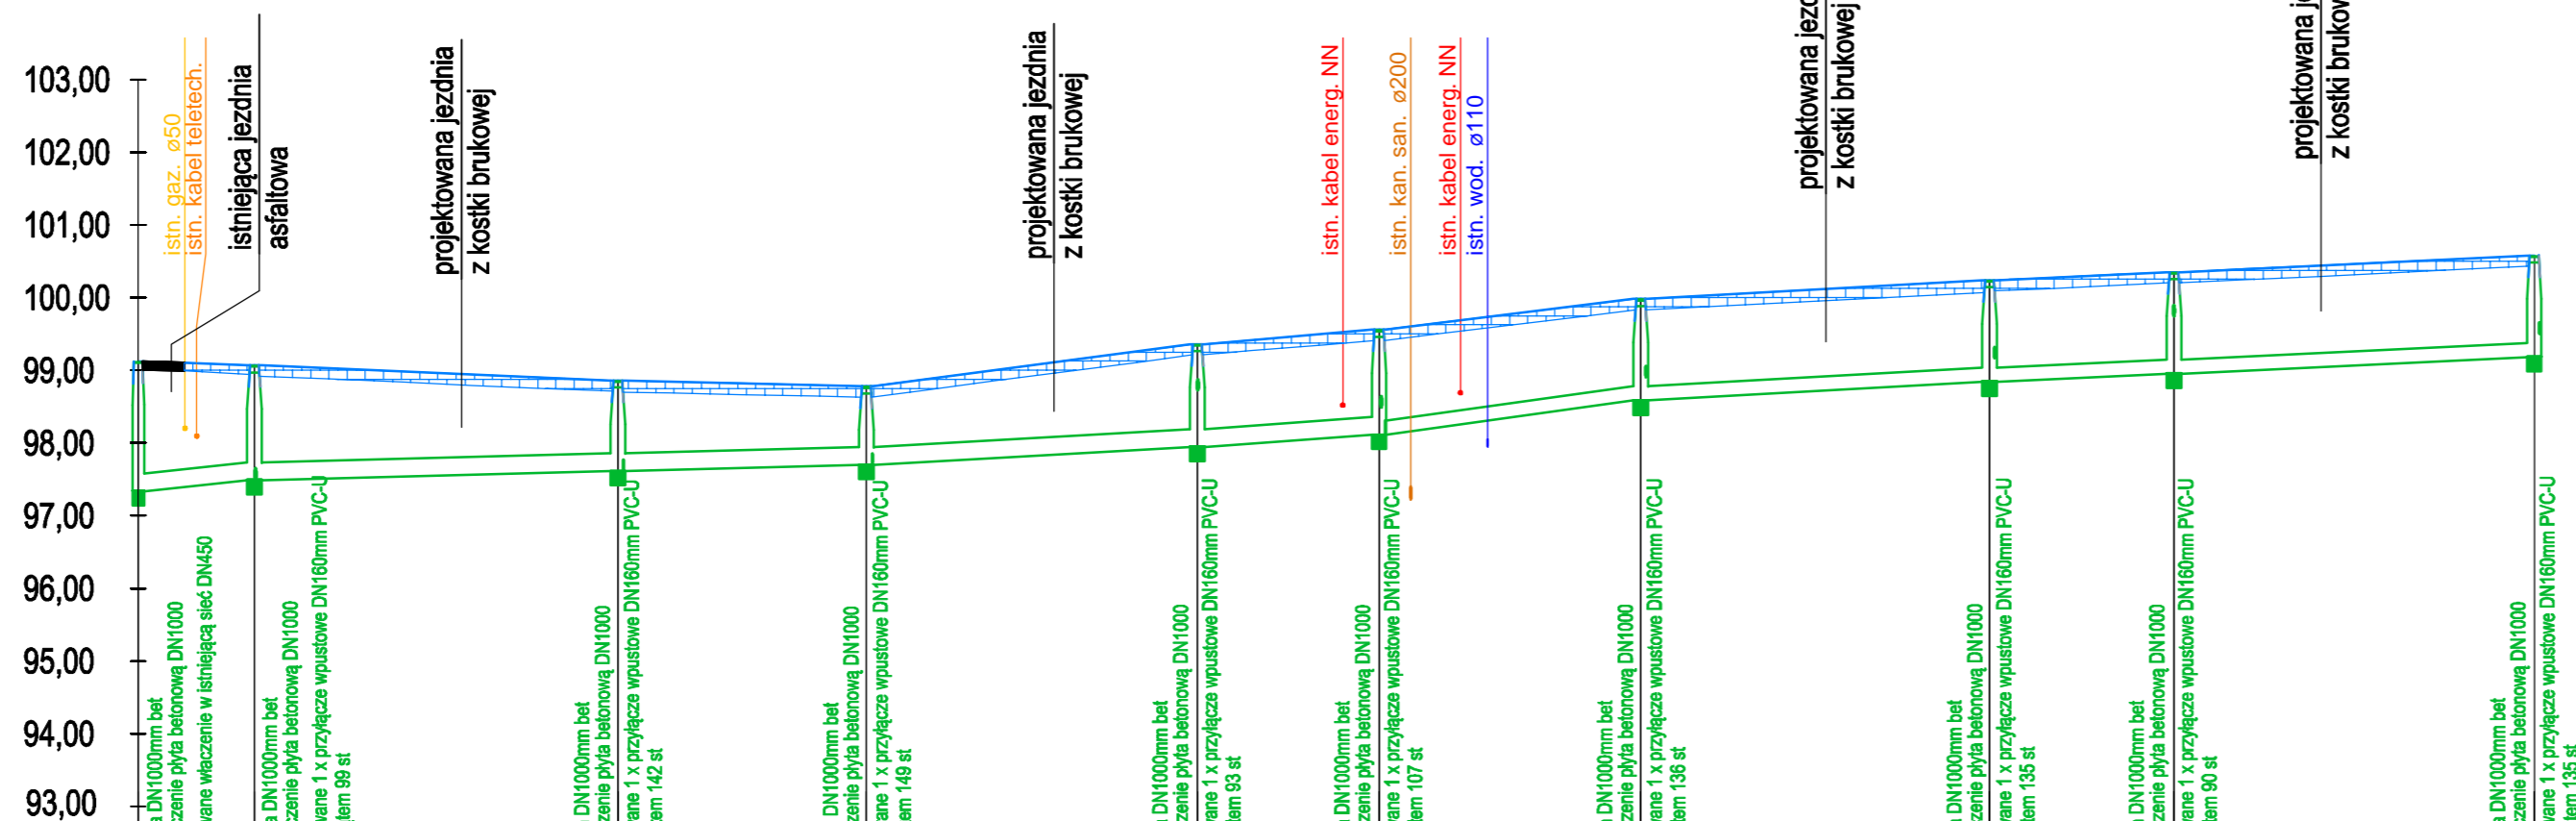 103,00
102,00
101,00
100,00
99,00
98,00
97,00
96,00
95,00
94,00
93,00
istn. gaz. ø50
istn. kabel teletech.
istniejąca jezdnia
asfaltowa
projektowana jezdnia
z kostki brukowej
projektowana jezdnia
z kostki brukowej
istn. kabel energ. NN
istn. kan. san. ø200
istn. kabel energ. NN
istn. wod. ø110
projektowana
z kostki brukowej
projektowana
z kostki
DN1000mm bet
płyta betonową DN1000
właczenie w istniejącą sieć DN450
DN1000mm bet
płyta betonową DN1000
1 x przyłącze wpustowe DN160mm PVC-U
99 st
DN1000mm bet
płyta betonową DN1000
1 x przyłącze wpustowe DN160mm PVC-U
142 st
DN1000mm bet
płyta betonową DN1000
1 x przyłącze wpustowe DN160mm PVC-U
149 st
DN1000mm bet
płyta betonową DN1000
1 x przyłącze wpustowe DN160mm PVC-U
93 st
DN1000mm bet
płyta betonową DN1000
1 x przyłącze wpustowe DN160mm PVC-U
107 st
DN1000mm bet
płyta betonową DN1000
1 x przyłącze wpustowe DN160mm PVC-U
136 st
DN1000mm bet
płyta betonową DN1000
1 x przyłącze wpustowe DN160mm PVC-U
135 st
DN1000mm bet
płyta betonową DN1000
1 x przyłącze wpustowe DN160mm PVC-U
90 st
DN1000mm bet
płyta betonową DN1000
1 x przyłącze wpustowe DN160mm PVC-U
135 st